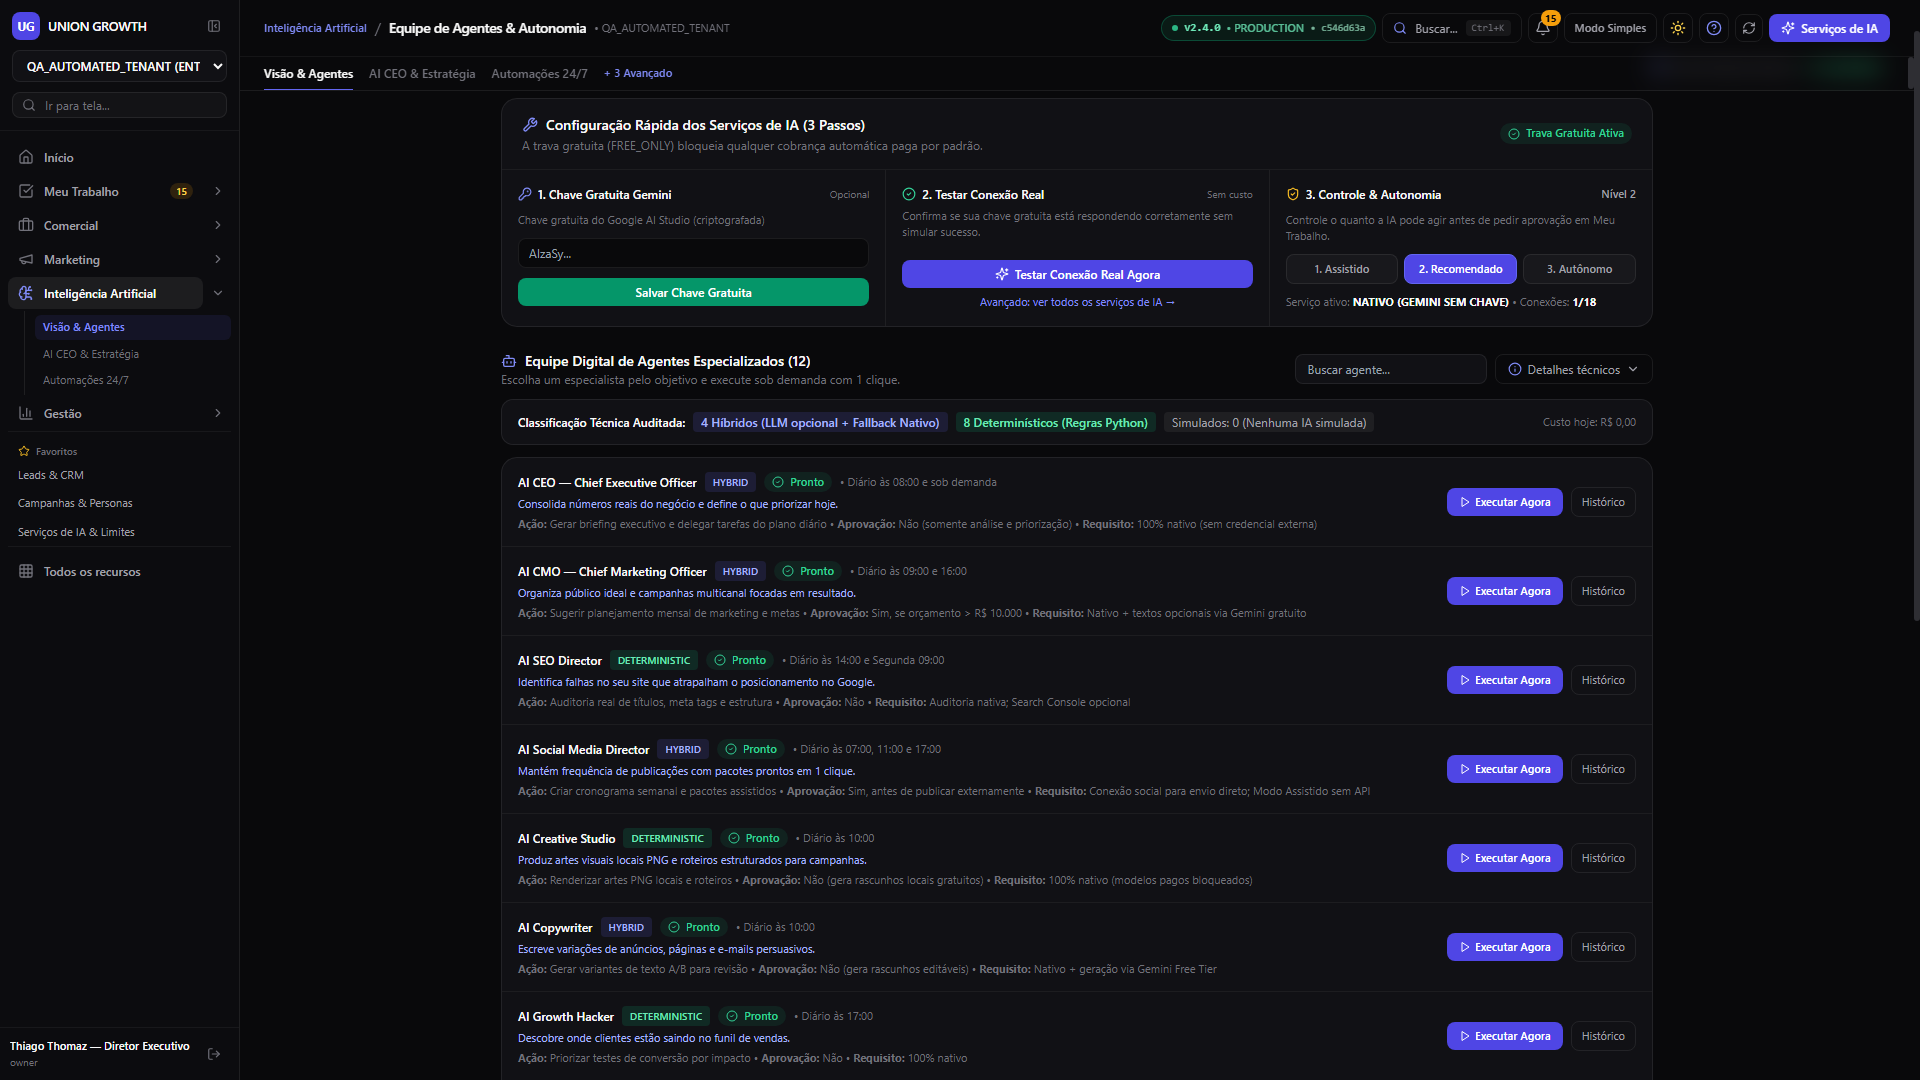 UG UNION GROWTH
QA_AUTOMATED_TENANT (ENT
Ir para tela...
Início
Meu Trabalho 15
Comercial
Marketing
Inteligência Artificial
Visão & Agentes
AI CEO & Estratégia
Automações 24/7
Gestão
Favoritos
Leads & CRM
Campanhas & Personas
Serviços de IA & Limites
Todos os recursos
Thiago Thomaz — Diretor Executivo
owner
Inteligência Artificial / Equipe de Agentes & Autonomia • QA_AUTOMATED_TENANT
v2.4.0 • PRODUCTION • c546d63a
Buscar... Ctrl+K
15
Modo Simples
Serviços de IA
Visão & Agentes AI CEO & Estratégia Automações 24/7 + 3 Avançado
Configuração Rápida dos Serviços de IA (3 Passos)
A trava gratuita (FREE_ONLY) bloqueia qualquer cobrança automática paga por padrão.
Trava Gratuita Ativa
1. Chave Gratuita Gemini Opcional
Chave gratuita do Google AI Studio (criptografada)
AIzaSy...
Salvar Chave Gratuita
2. Testar Conexão Real Sem custo
Confirma se sua chave gratuita está respondendo corretamente sem
simular sucesso.
Testar Conexão Real Agora
Avançado: ver todos os serviços de IA →
3. Controle & Autonomia Nível 2
Controle o quanto a IA pode agir antes de pedir aprovação em Meu
Trabalho.
1. Assistido 2. Recomendado 3. Autônomo
Serviço ativo: NATIVO (GEMINI SEM CHAVE) • Conexões: 1/18
Equipe Digital de Agentes Especializados (12)
Escolha um especialista pelo objetivo e execute sob demanda com 1 clique.
Buscar agente...
Detalhes técnicos
Classificação Técnica Auditada: 4 Híbridos (LLM opcional + Fallback Nativo) 8 Determinísticos (Regras Python) Simulados: 0 (Nenhuma IA simulada) Custo hoje: R$ 0,00
AI CEO — Chief Executive Officer HYBRID Pronto • Diário às 08:00 e sob demanda
Consolida números reais do negócio e define o que priorizar hoje.
Ação: Gerar briefing executivo e delegar tarefas do plano diário • Aprovação: Não (somente análise e priorização) • Requisito: 100% nativo (sem credencial externa)
Executar Agora Histórico
AI CMO — Chief Marketing Officer HYBRID Pronto • Diário às 09:00 e 16:00
Organiza público ideal e campanhas multicanal focadas em resultado.
Ação: Sugerir planejamento mensal de marketing e metas • Aprovação: Sim, se orçamento > R$ 10.000 • Requisito: Nativo + textos opcionais via Gemini gratuito
Executar Agora Histórico
AI SEO Director DETERMINISTIC Pronto • Diário às 14:00 e Segunda 09:00
Identifica falhas no seu site que atrapalham o posicionamento no Google.
Ação: Auditoria real de títulos, meta tags e estrutura • Aprovação: Não • Requisito: Auditoria nativa; Search Console opcional
Executar Agora Histórico
AI Social Media Director HYBRID Pronto • Diário às 07:00, 11:00 e 17:00
Mantém frequência de publicações com pacotes prontos em 1 clique.
Ação: Criar cronograma semanal e pacotes assistidos • Aprovação: Sim, antes de publicar externamente • Requisito: Conexão social para envio direto; Modo Assistido sem API
Executar Agora Histórico
AI Creative Studio DETERMINISTIC Pronto • Diário às 10:00
Produz artes visuais locais PNG e roteiros estruturados para campanhas.
Ação: Renderizar artes PNG locais e roteiros • Aprovação: Não (gera rascunhos locais gratuitos) • Requisito: 100% nativo (modelos pagos bloqueados)
Executar Agora Histórico
AI Copywriter HYBRID Pronto • Diário às 10:00
Escreve variações de anúncios, páginas e e-mails persuasivos.
Ação: Gerar variantes de texto A/B para revisão • Aprovação: Não (gera rascunhos editáveis) • Requisito: Nativo + geração via Gemini Free Tier
Executar Agora Histórico
AI Growth Hacker DETERMINISTIC Pronto • Diário às 17:00
Descobre onde clientes estão saindo no funil de vendas.
Ação: Priorizar testes de conversão por impacto • Aprovação: Não • Requisito: 100% nativo
Executar Agora Histórico